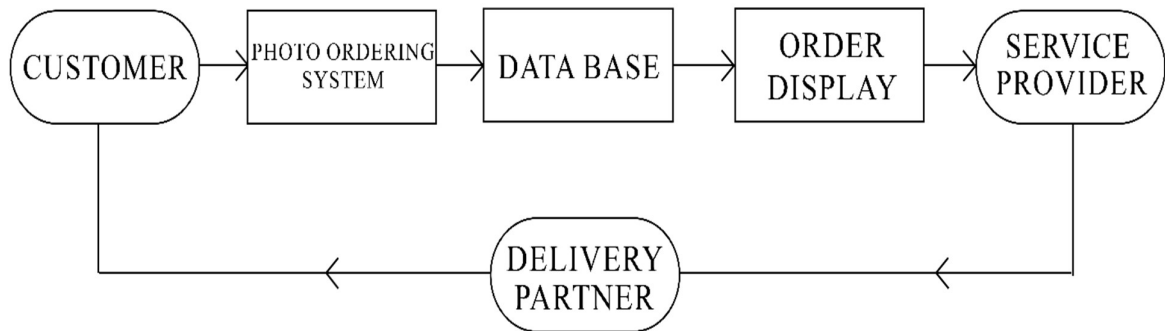 CUSTOMER
PHOTO ORDERING
SYSTEM
DATA BASE
ORDER
DISPLAY
SERVICE
PROVIDER
DELIVERY
PARTNER